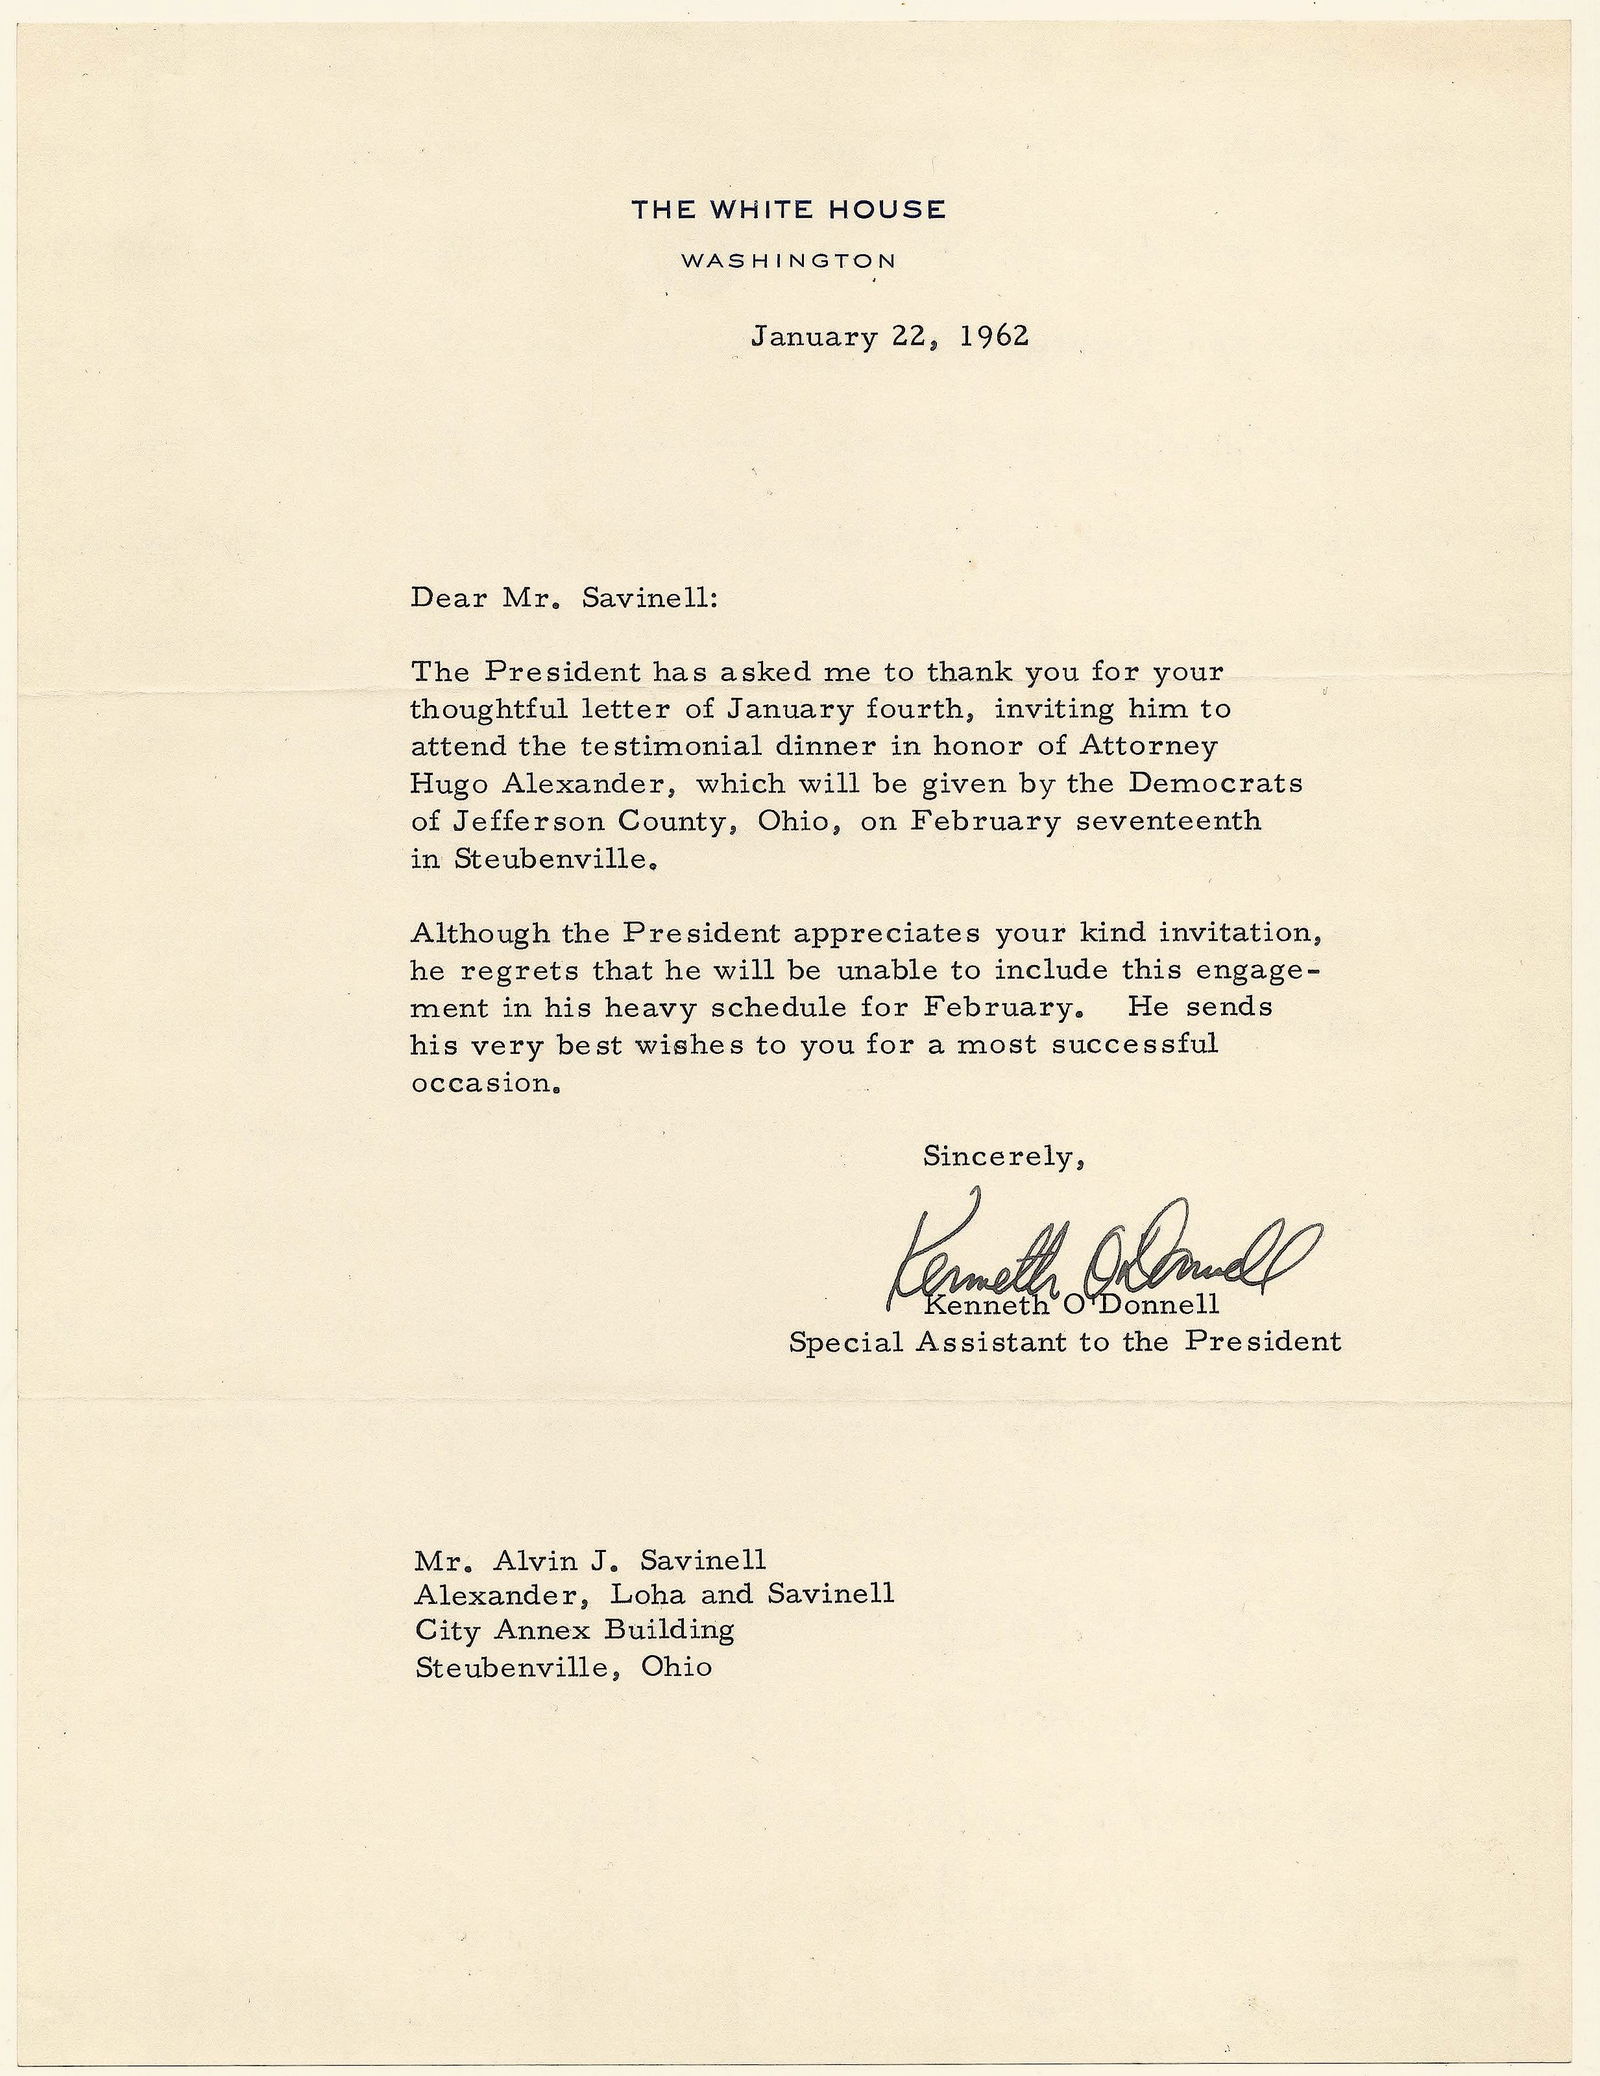 THE WHITE HOUSE
WASHINGTON
January 22, 1962
Dear Mr. Savinell:
The President has asked me to thank you for your
thoughtful letter of January fourth, inviting him to
attend the testimonial dinner in honor of Attorney
Hugo Alexander, which will be given by the Democrats
of Jefferson County, Ohio, on February seventeenth
in Steubenville.
Although the President appreciates your kind invitation,
he regrets that he will be unable to include this engage-
ment in his heavy schedule for February. He sends
his very best wishes to you for a most successful
occasion.
Sincerely,
Kenneth O'Donnell
Kenneth O'Donnell
Special Assistant to the President
Mr. Alvin J. Savinell
Alexander, Loha and Savinell
City Annex Building
Steubenville, Ohio